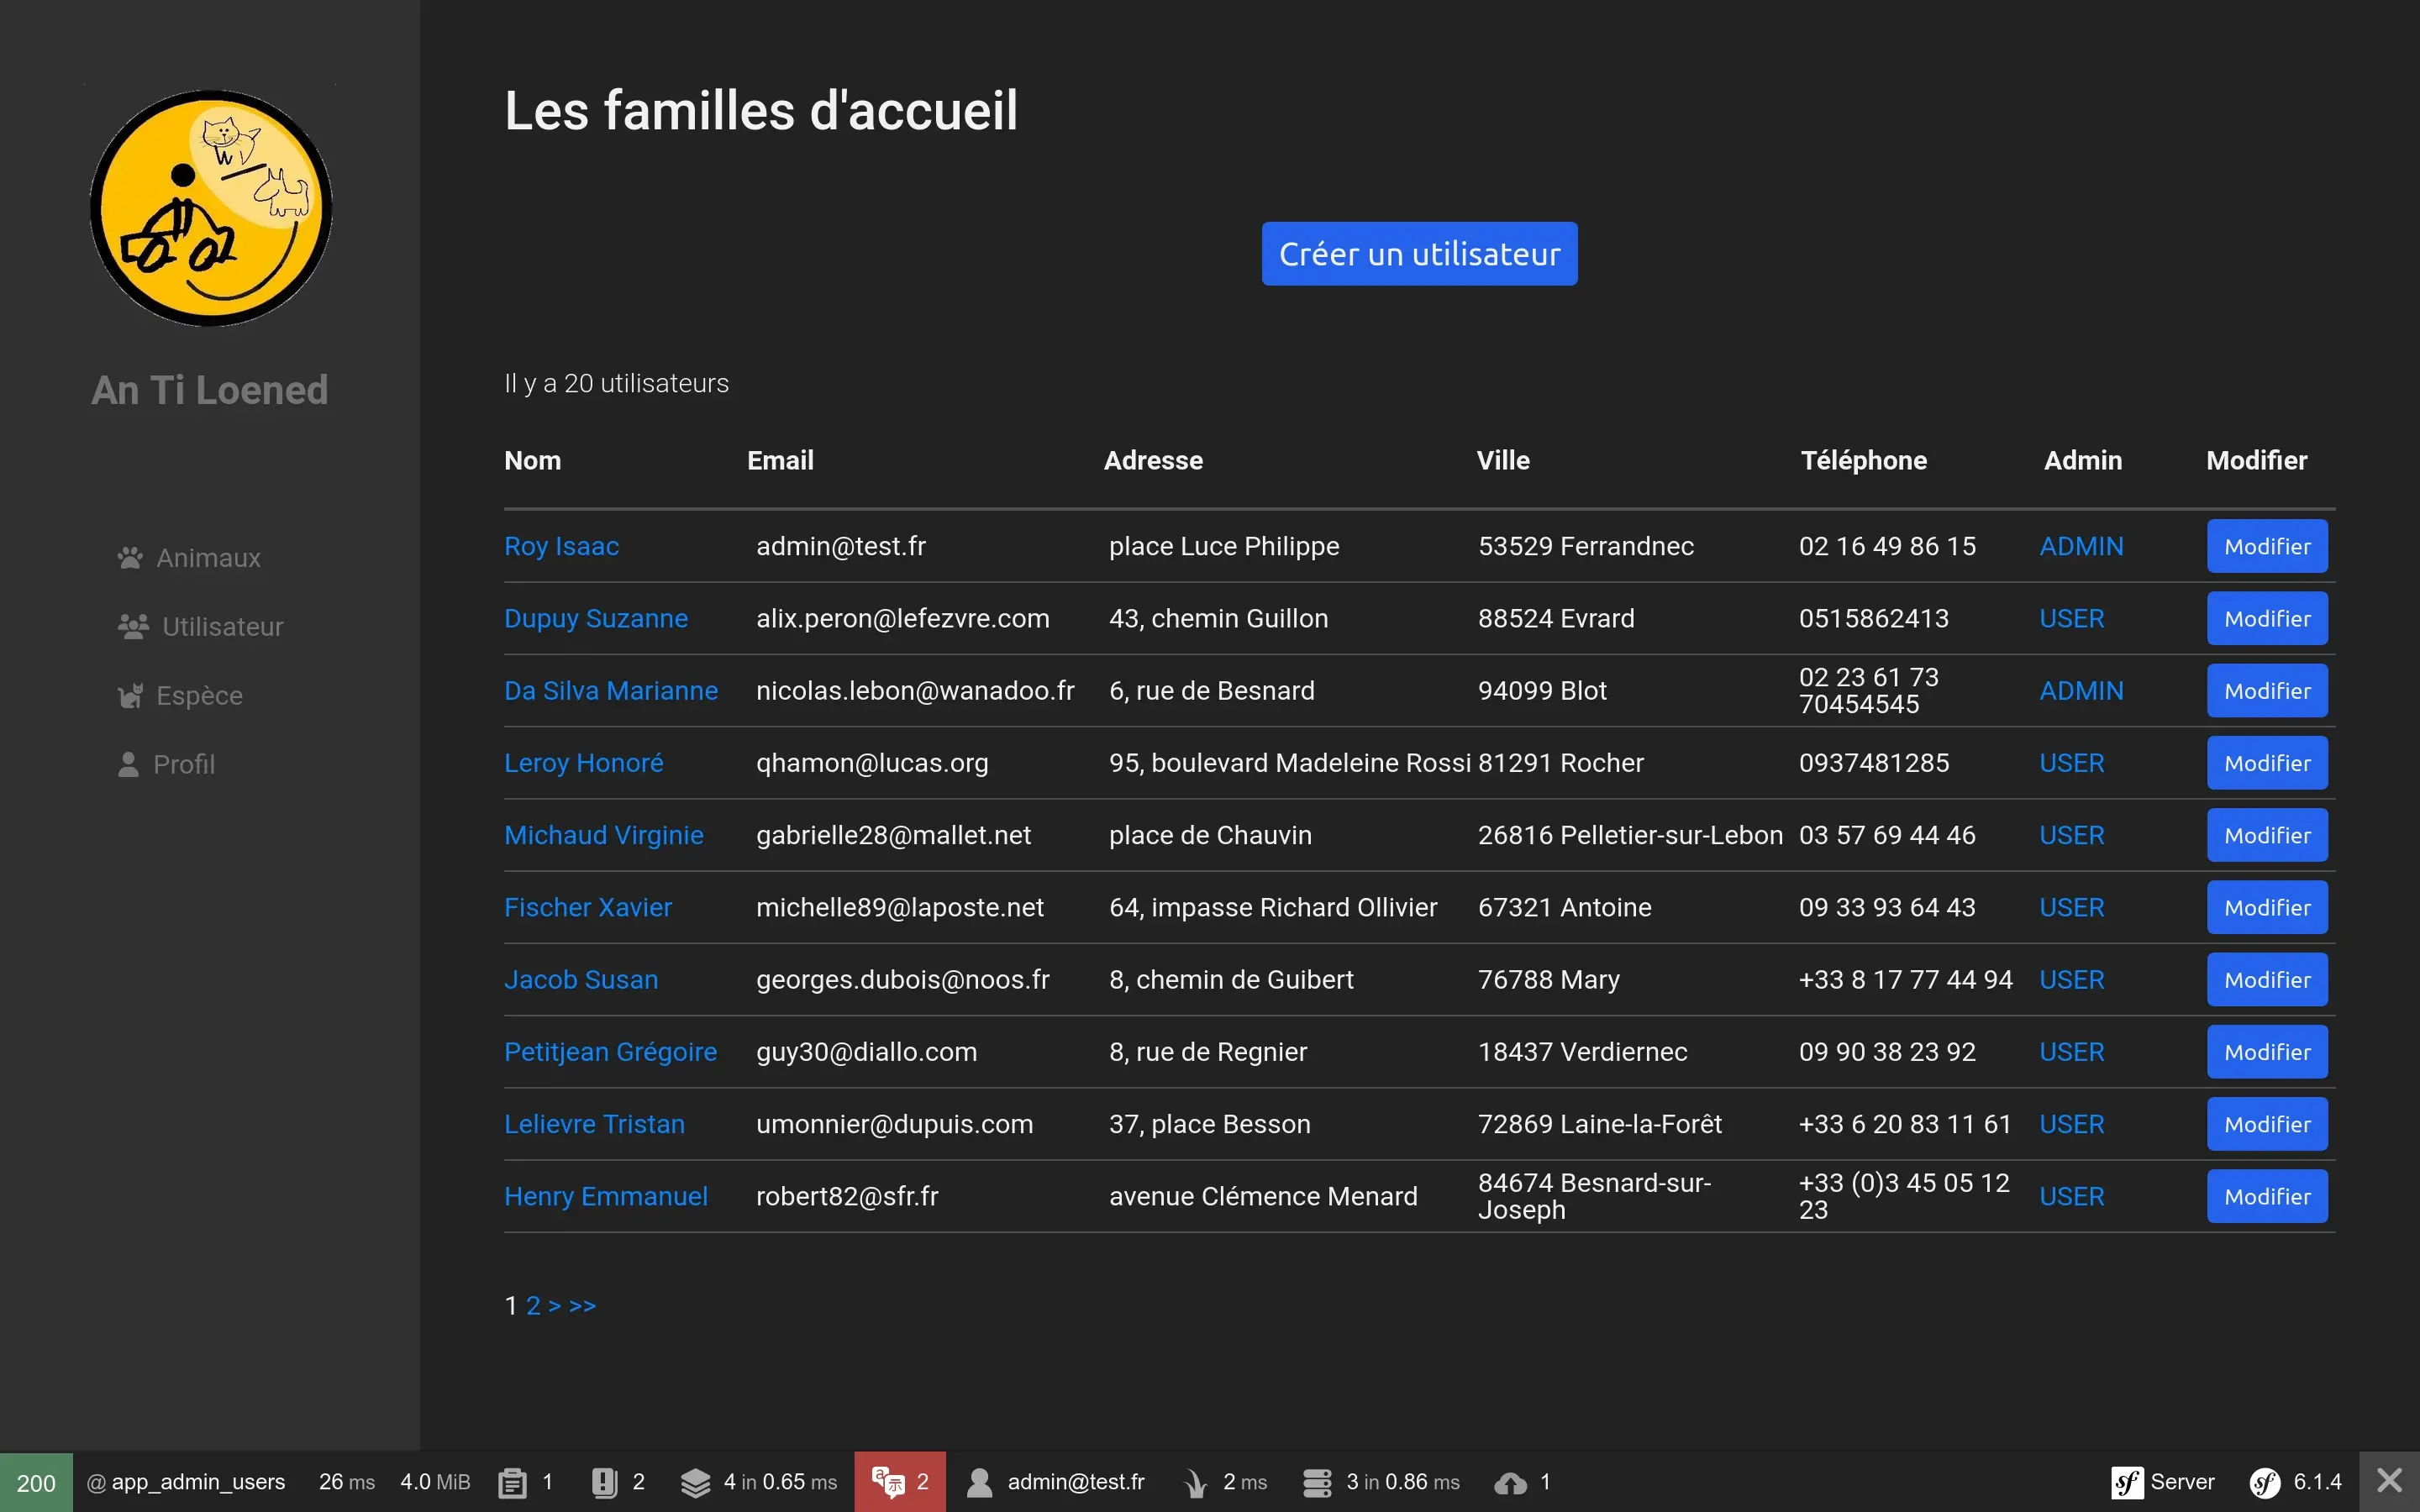 An Ti Loened
Animaux
Utilisateur
Espèce
Profil
Les familles d'accueil
Créer un utilisateur
Il y a 20 utilisateurs
Nom Email Adresse Ville Téléphone Admin Modifier
Roy Isaac admin@test.fr place Luce Philippe 53529 Ferrandnec 02 16 49 86 15 ADMIN Modifier
Dupuy Suzanne alix.peron@lefezvre.com 43, chemin Guillon 88524 Evrard 0515862413 USER Modifier
Da Silva Marianne nicolas.lebon@wanadoo.fr 6, rue de Besnard 94099 Blot 02 23 61 73
70454545 ADMIN Modifier
Leroy Honoré qhamon@lucas.org 95, boulevard Madeleine Rossi 81291 Rocher 0937481285 USER Modifier
Michaud Virginie gabrielle28@mallet.net place de Chauvin 26816 Pelletier-sur-Lebon 03 57 69 44 46 USER Modifier
Fischer Xavier michelle89@laposte.net 64, impasse Richard Ollivier 67321 Antoine 09 33 93 64 43 USER Modifier
Jacob Susan georges.dubois@noos.fr 8, chemin de Guibert 76788 Mary +33 8 17 77 44 94 USER Modifier
Petitjean Grégoire guy30@diallo.com 8, rue de Regnier 18437 Verdiernec 09 90 38 23 92 USER Modifier
Lelievre Tristan umonnier@dupuis.com 37, place Besson 72869 Laine-la-Forêt +33 6 20 83 11 61 USER Modifier
Henry Emmanuel robert82@sfr.fr avenue Clémence Menard 84674 Besnard-sur- +33 (0)3 45 05 12 USER Modifier
Joseph 23
1 2 > >>
200 @ app_admin_users 26 ms 4.0 MiB 1 2 4 in 0.65 ms 2 admin@test.fr 2 ms 3 in 0.86 ms 1 sf Server sf 6.1.4